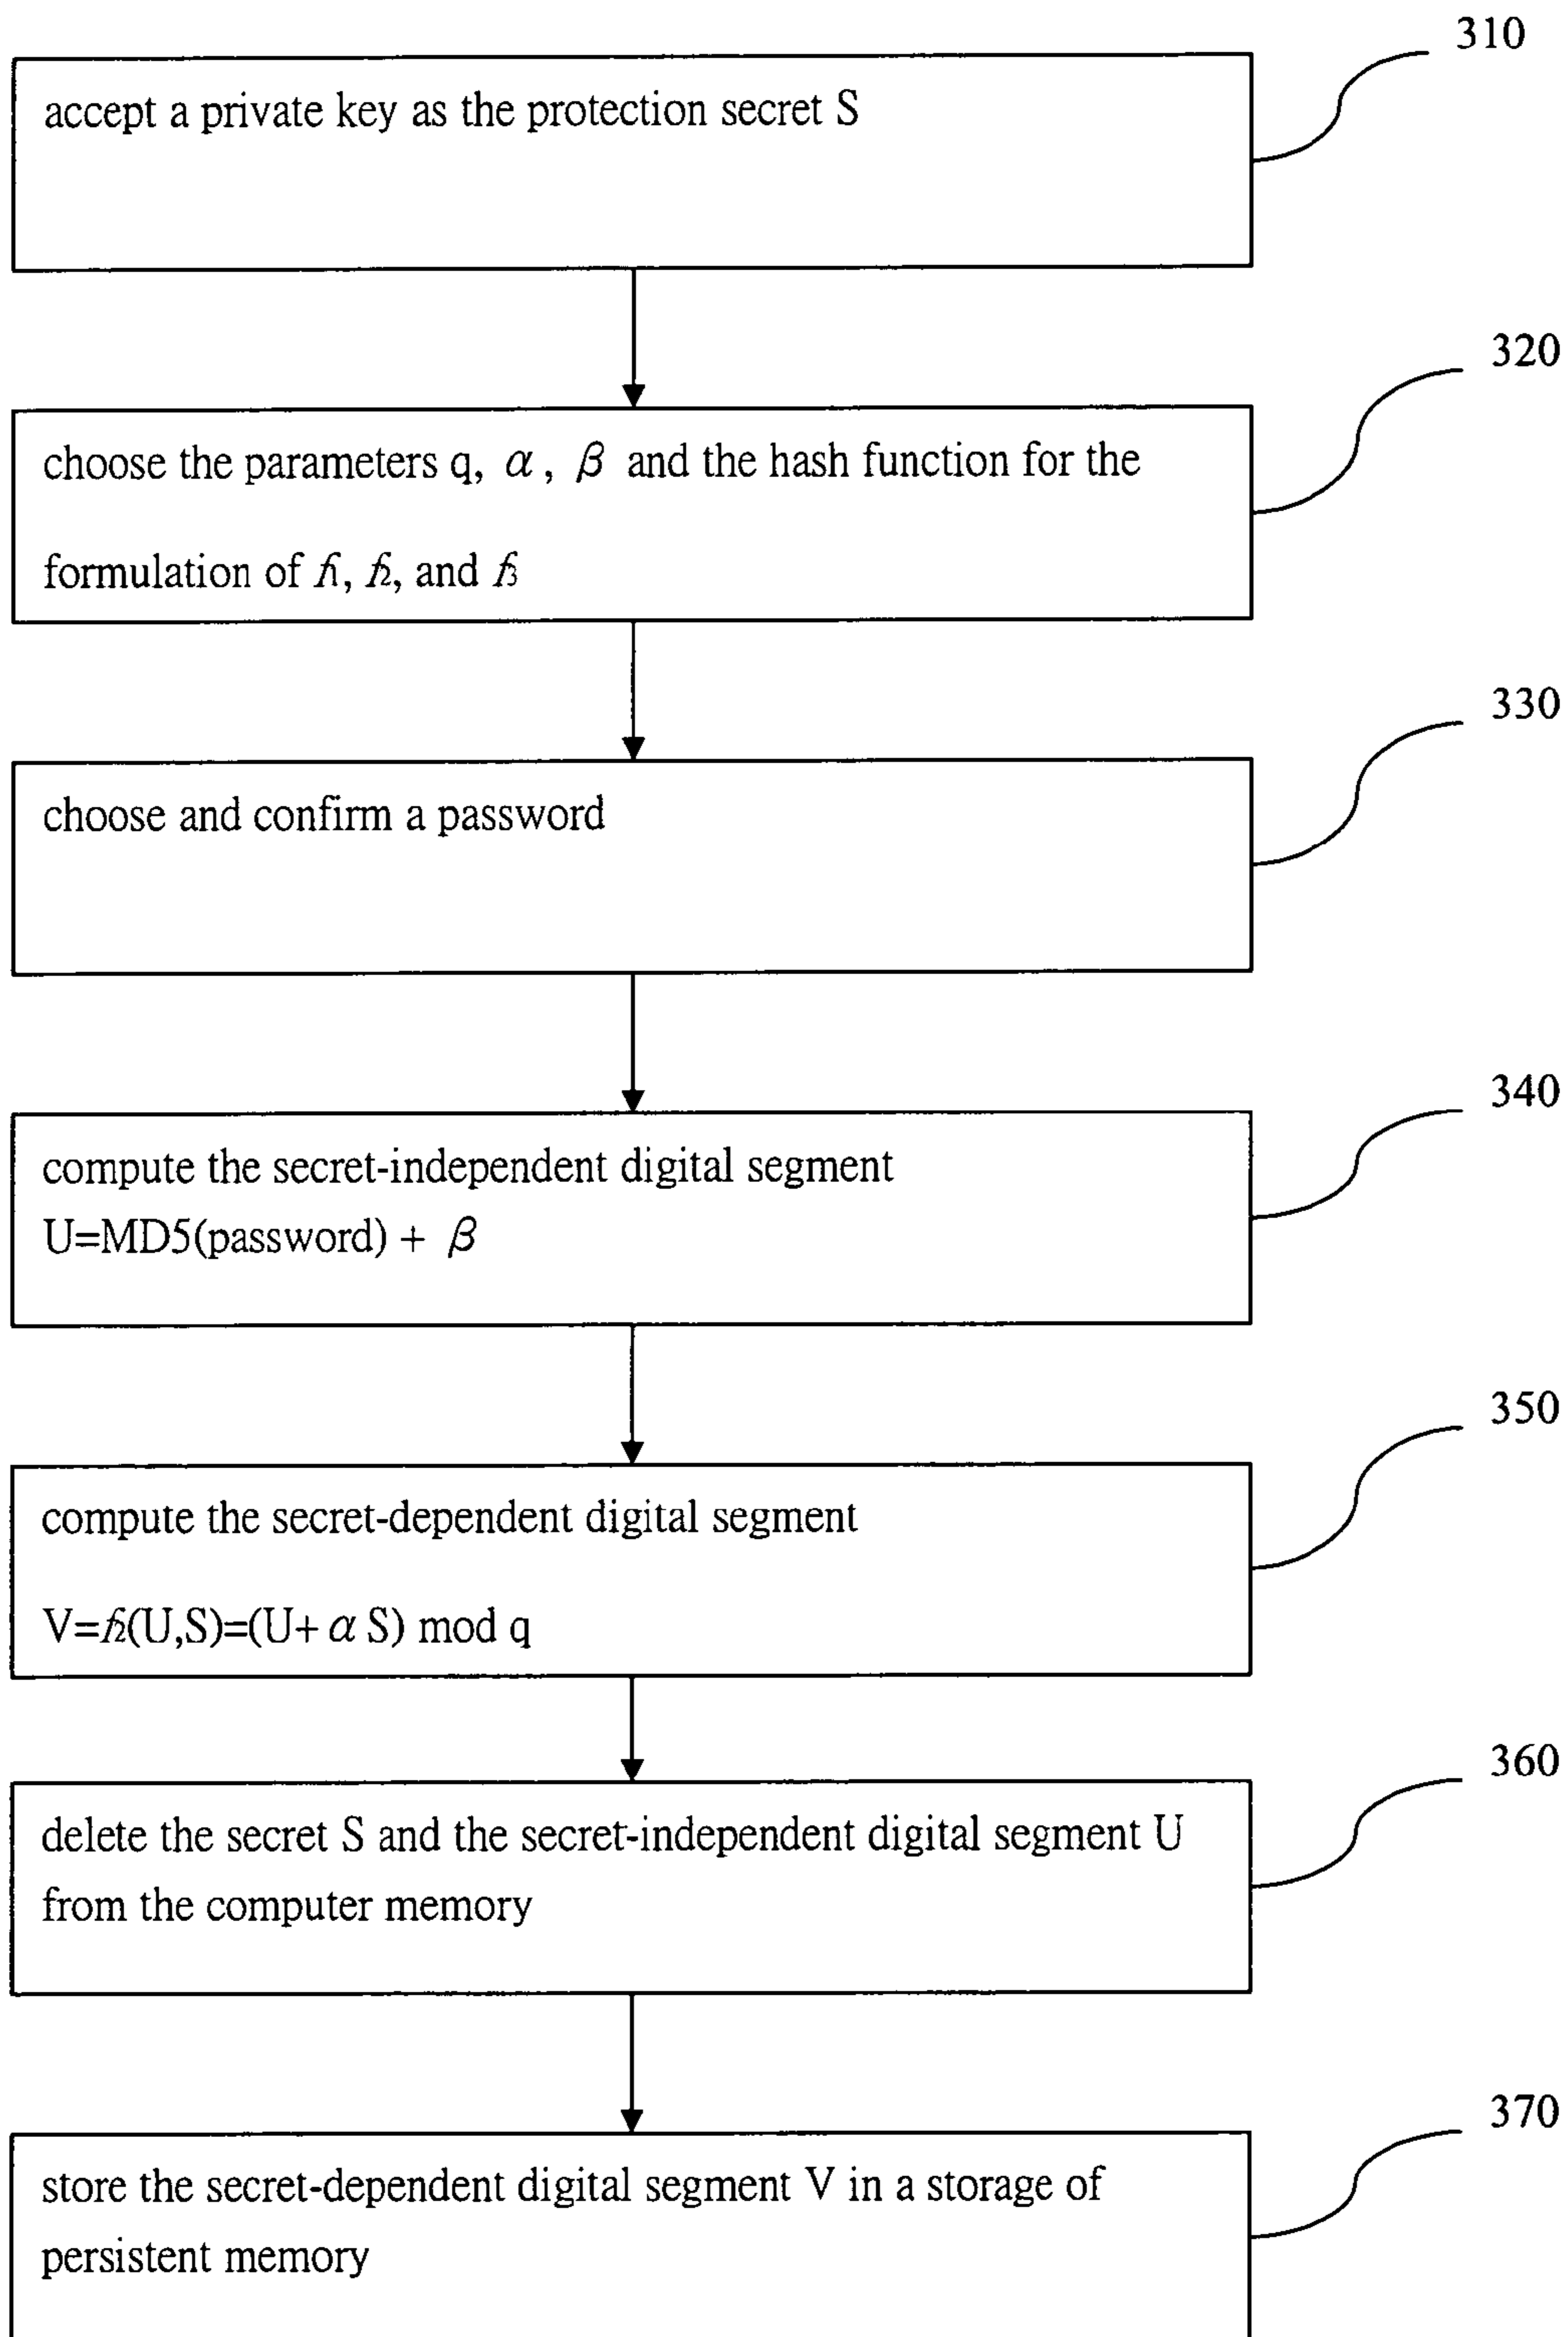 310
accept a private key as the protection secret S
320
choose the parameters q, α, β and the hash function for the
formulation of f1, f2, and f3
330
choose and confirm a password
340
compute the secret-independent digital segment
U=MD5(password) + β
350
compute the secret-dependent digital segment
V=f2(U,S)=(U+ α S) mod q
360
delete the secret S and the secret-independent digital segment U
from the computer memory
370
store the secret-dependent digital segment V in a storage of
persistent memory